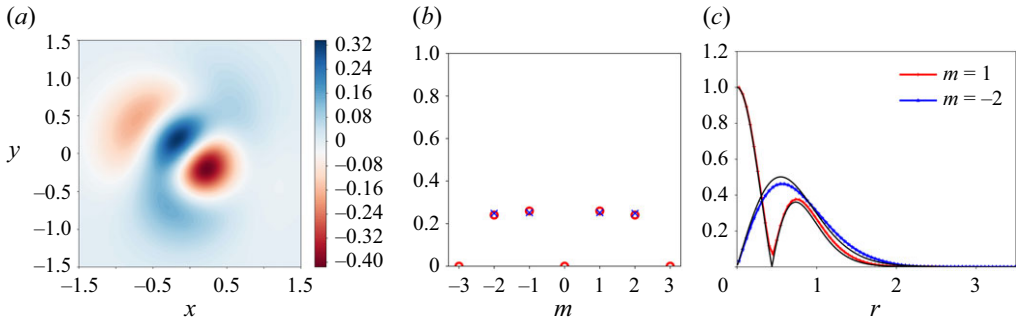 (a) (b) (c)
1.5 1.0 0.5 0 –0.5 –1.0 –1.5
y
–1.5 –0.5 0.5 1.5
x
0.32 0.24 0.16 0.08 0 –0.08 –0.16 –0.24 –0.32 –0.40
1.0 0.8 0.6 0.4 0.2 0
–3 –2 –1 0 1 2 3
m
1.2 1.0 0.8 0.6 0.4 0.2
0 1 2 3
r
m = 1
m = –2